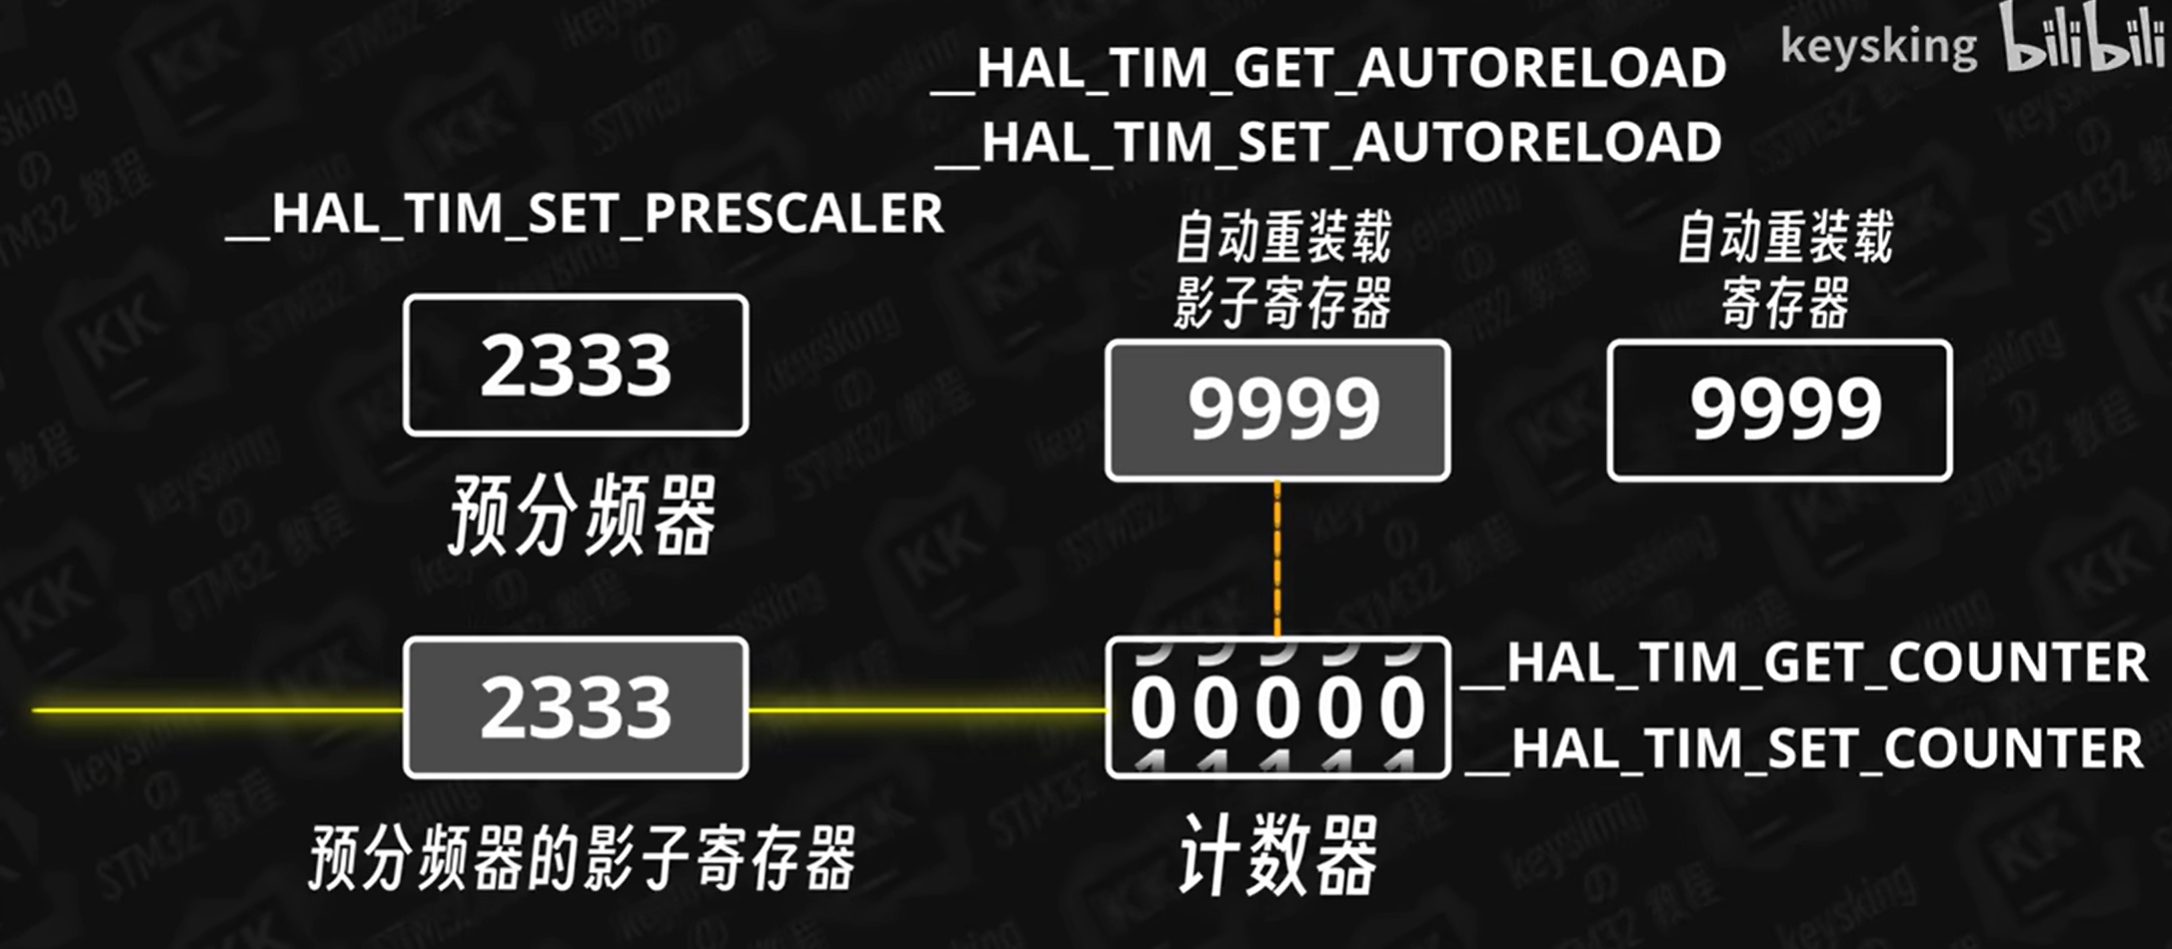 keysking bilibili
__HAL_TIM_GET_AUTORELOAD
__HAL_TIM_SET_AUTORELOAD
__HAL_TIM_SET_PRESCALER
自动重装载
影子寄存器
自动重装载
寄存器
2333
9999
9999
预分频器
2333
00000
__HAL_TIM_GET_COUNTER
__HAL_TIM_SET_COUNTER
预分频器的影子寄存器
计数器